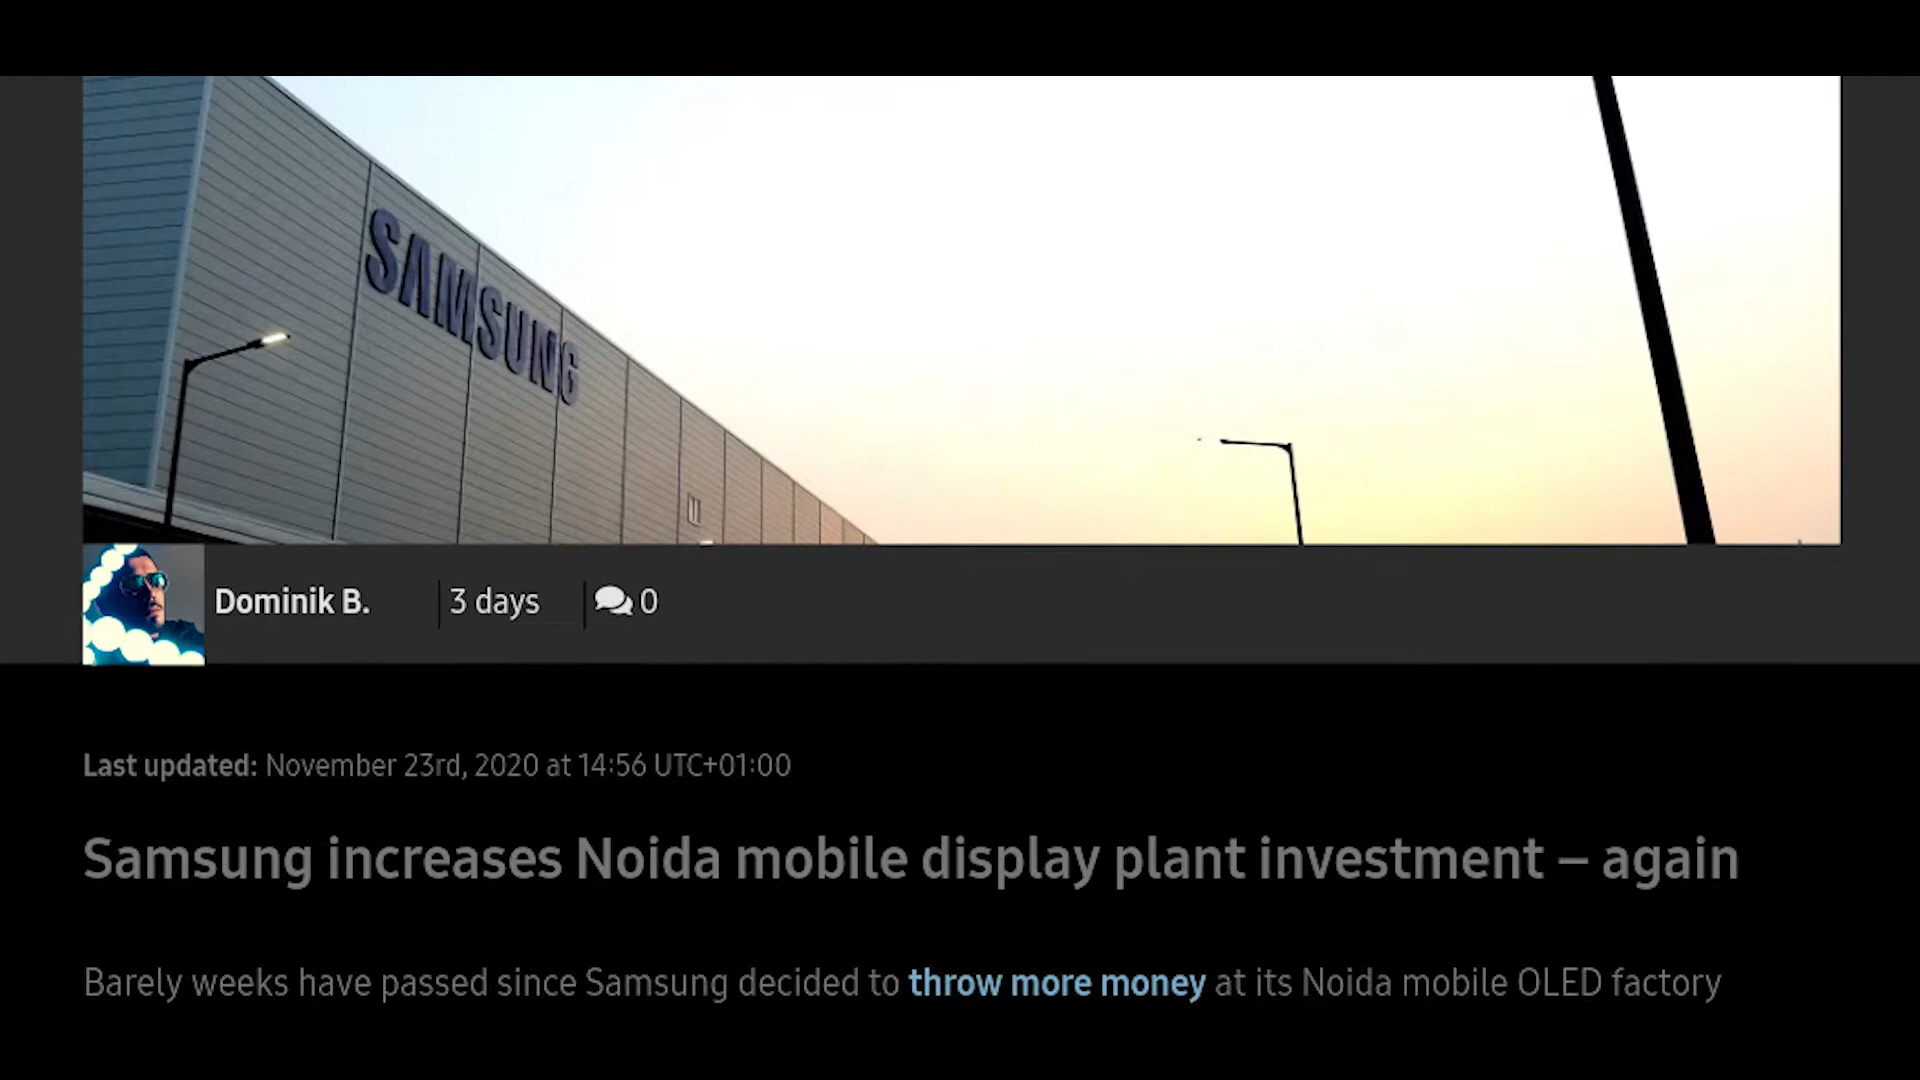 SAMSUNG
Dominik B. 3 days 0
Last updated: November 23rd, 2020 at 14:56 UTC+01:00
Samsung increases Noida mobile display plant investment – again
Barely weeks have passed since Samsung decided to throw more money at its Noida mobile OLED factory